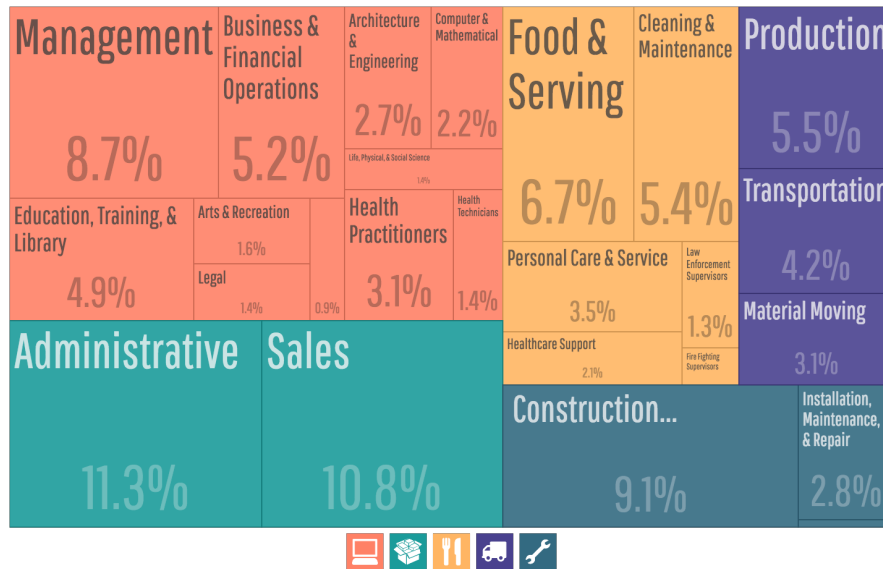 Management
8.7%
Business &
Financial
Operations
5.2%
Architecture
&
Engineering
2.7%
Computer &
Mathematical
2.2%
Life, Physical, & Social Science
1.4%
Education, Training, &
Library
4.9%
Arts & Recreation
1.6%
Legal
1.4%
0.9%
Health
Practitioners
3.1%
Health
Technicians
1.4%
Food &
Serving
6.7%
Cleaning &
Maintenance
5.4%
Personal Care & Service
3.5%
Healthcare Support
2.1%
Law
Enforcement
Supervisors
1.3%
Fire Fighting
Supervisors
Production
5.5%
Transportation
4.2%
Material Moving
3.1%
Administrative
11.3%
Sales
10.8%
Construction...
9.1%
Installation,
Maintenance,
& Repair
2.8%